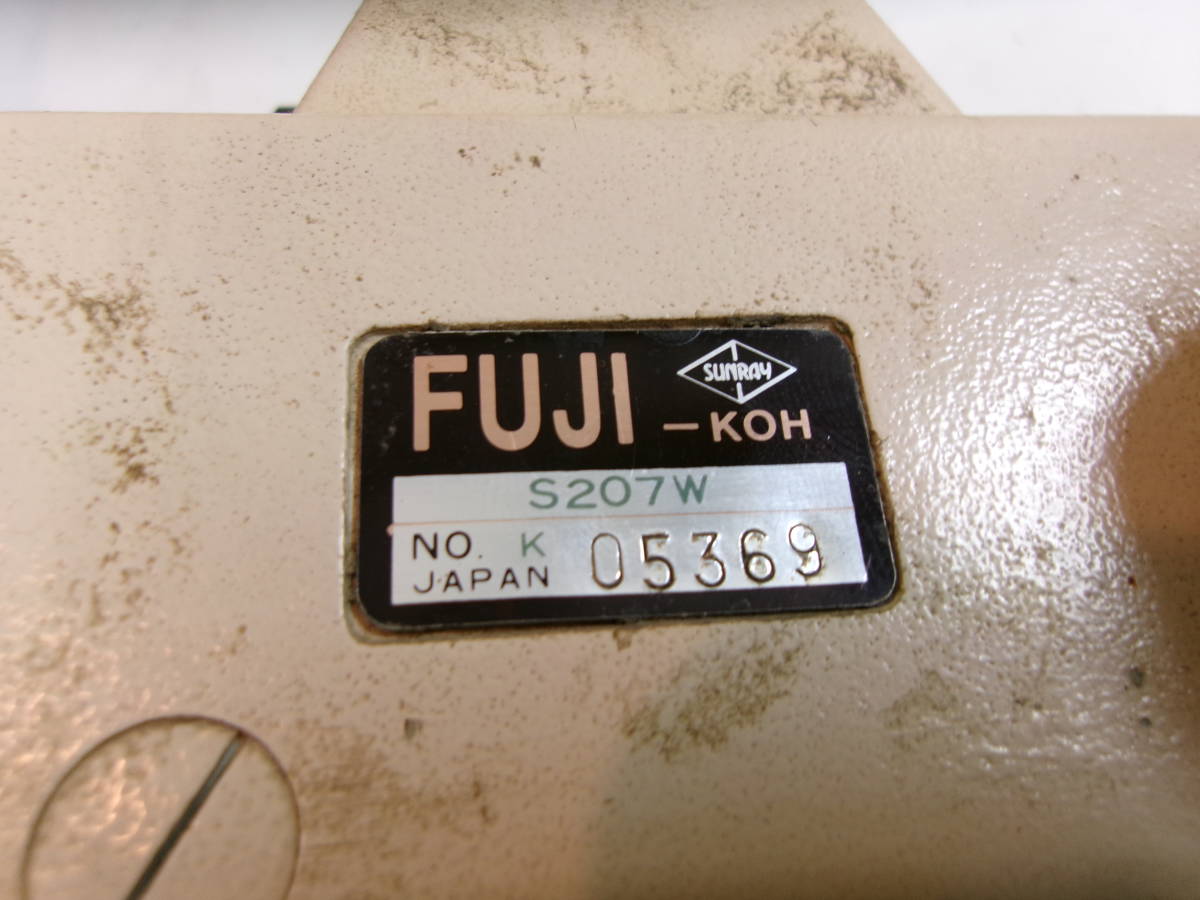 FUJI
SUNRAY
-KOH
S207W
NO. K 05369
JAPAN